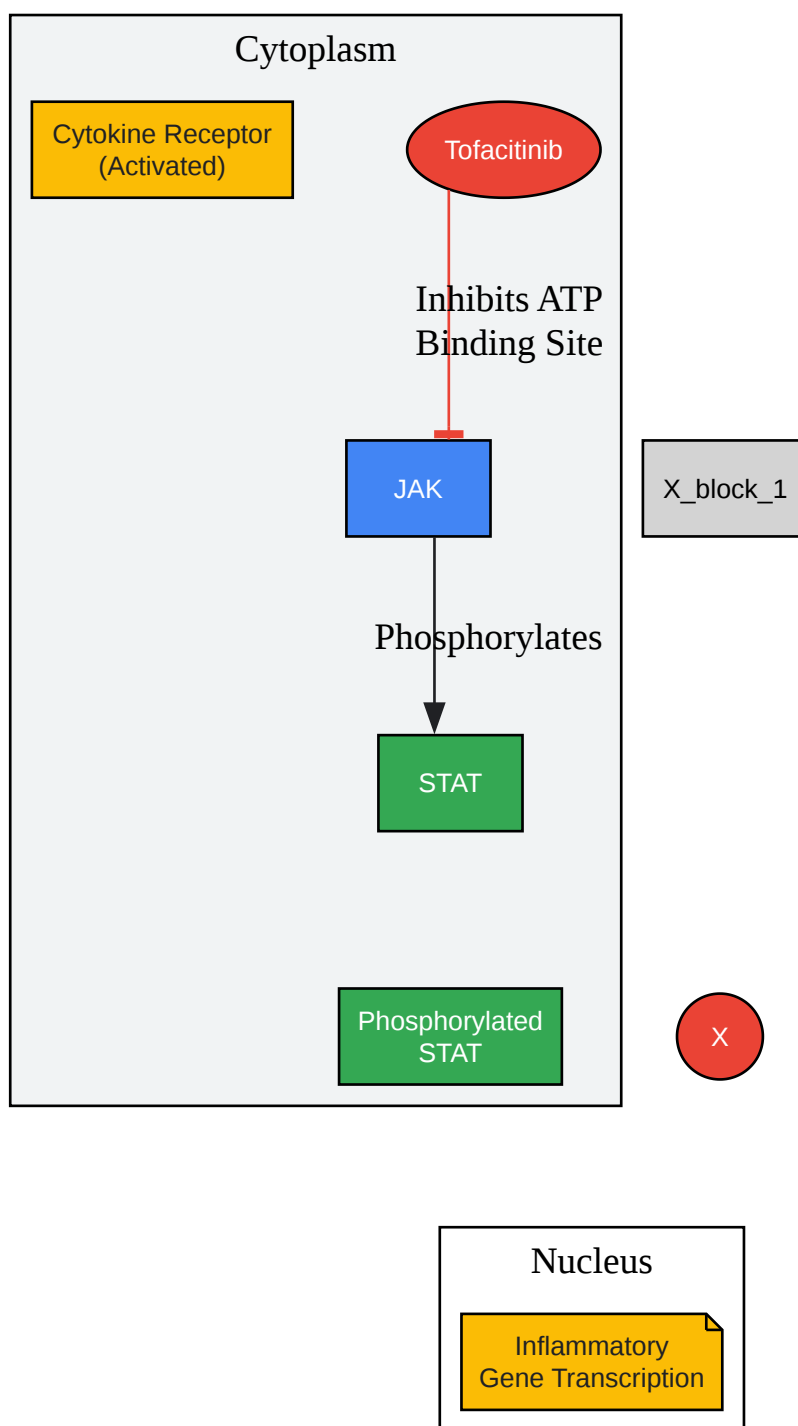 Cytoplasm
Cytokine Receptor
(Activated)
Tofacitinib
Inhibits ATP
Binding Site
JAK
X_block_1
Phosphorylates
STAT
Phosphorylated
STAT
X
Nucleus
Inflammatory
Gene Transcription